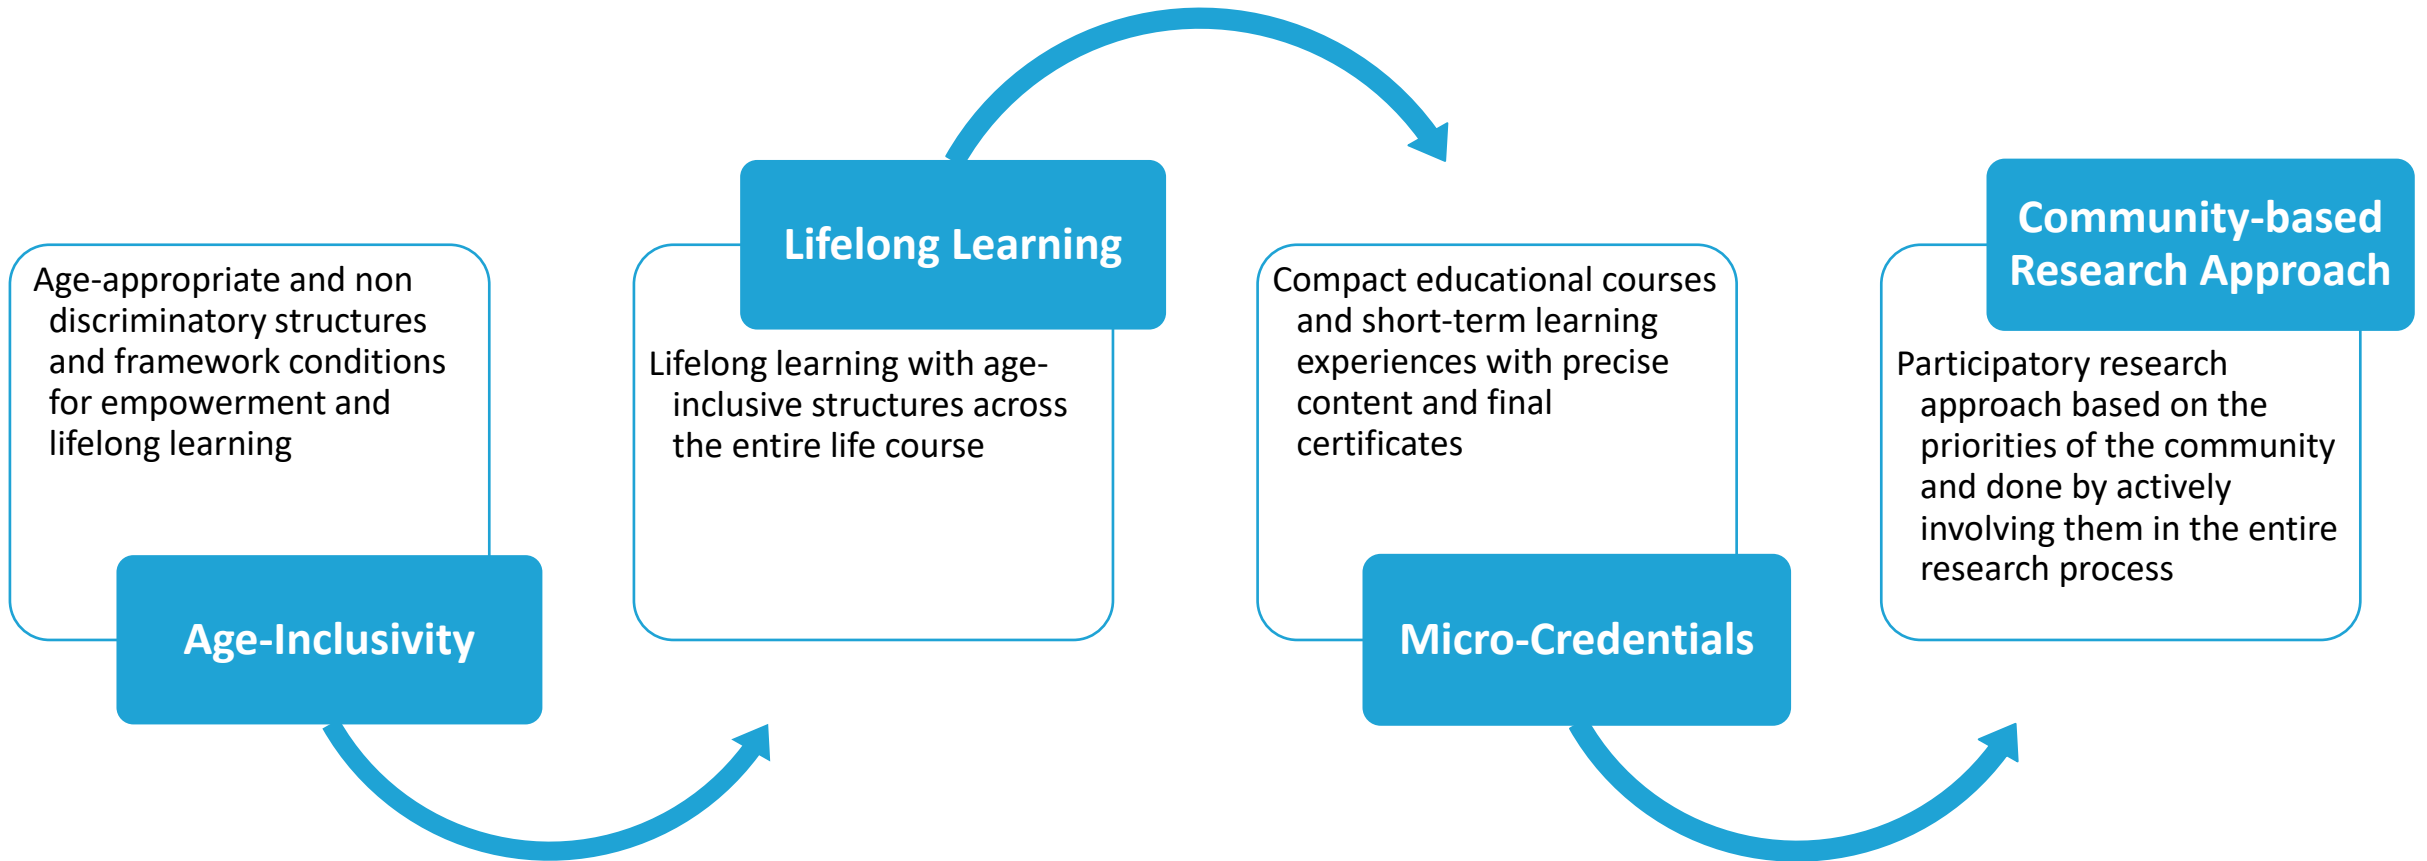 Age-appropriate and non
discriminatory structures
and framework conditions
for empowerment and
lifelong learning
Age-Inclusivity
Lifelong Learning
Lifelong learning with age-
inclusive structures across
the entire life course
Compact educational courses
and short-term learning
experiences with precise
content and final
certificates
Micro-Credentials
Community-based
Research Approach
Participatory research
approach based on the
priorities of the community
and done by actively
involving them in the entire
research process